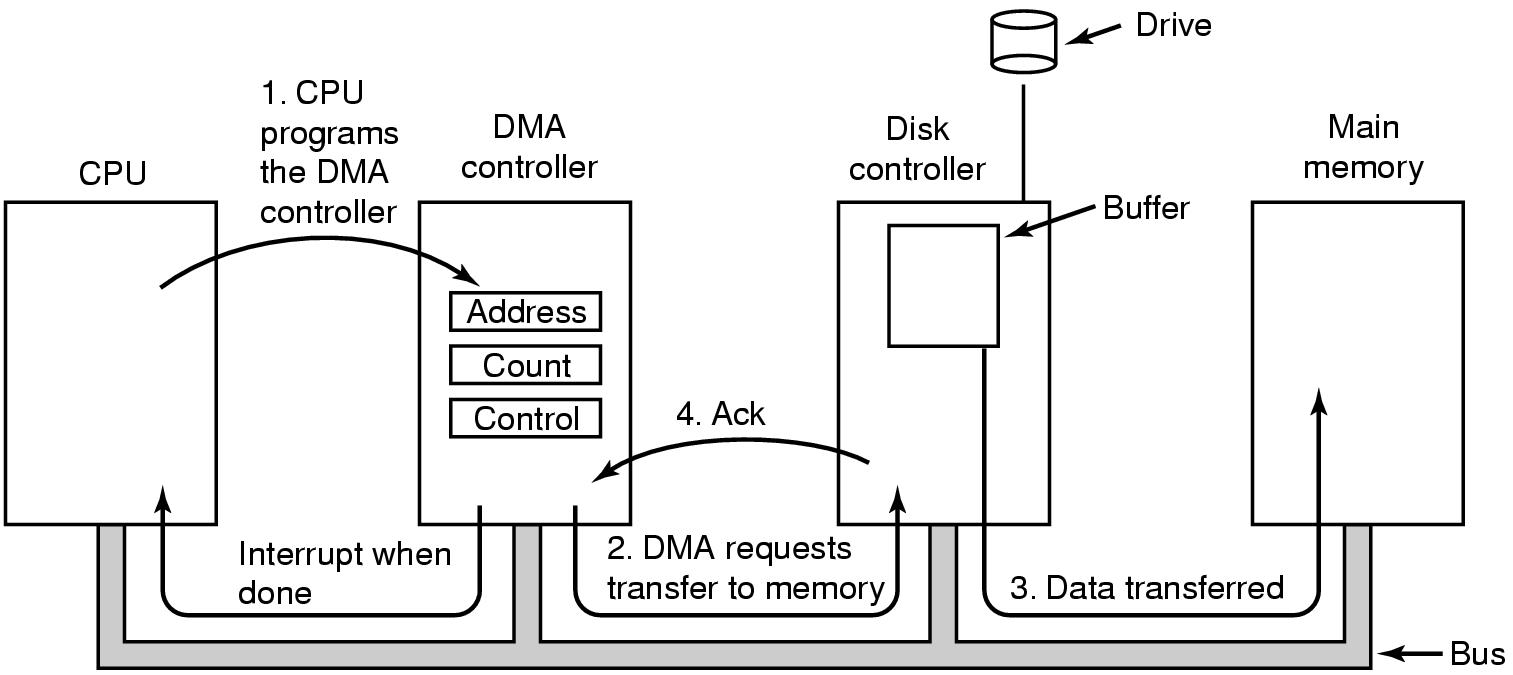 Drive
1. CPU
programs
the DMA
controller
CPU
DMA
controller
Disk
controller
Main
memory
Buffer
Address
Count
Control
4. Ack
Interrupt when
done
2. DMA requests
transfer to memory
3. Data transferred
Bus